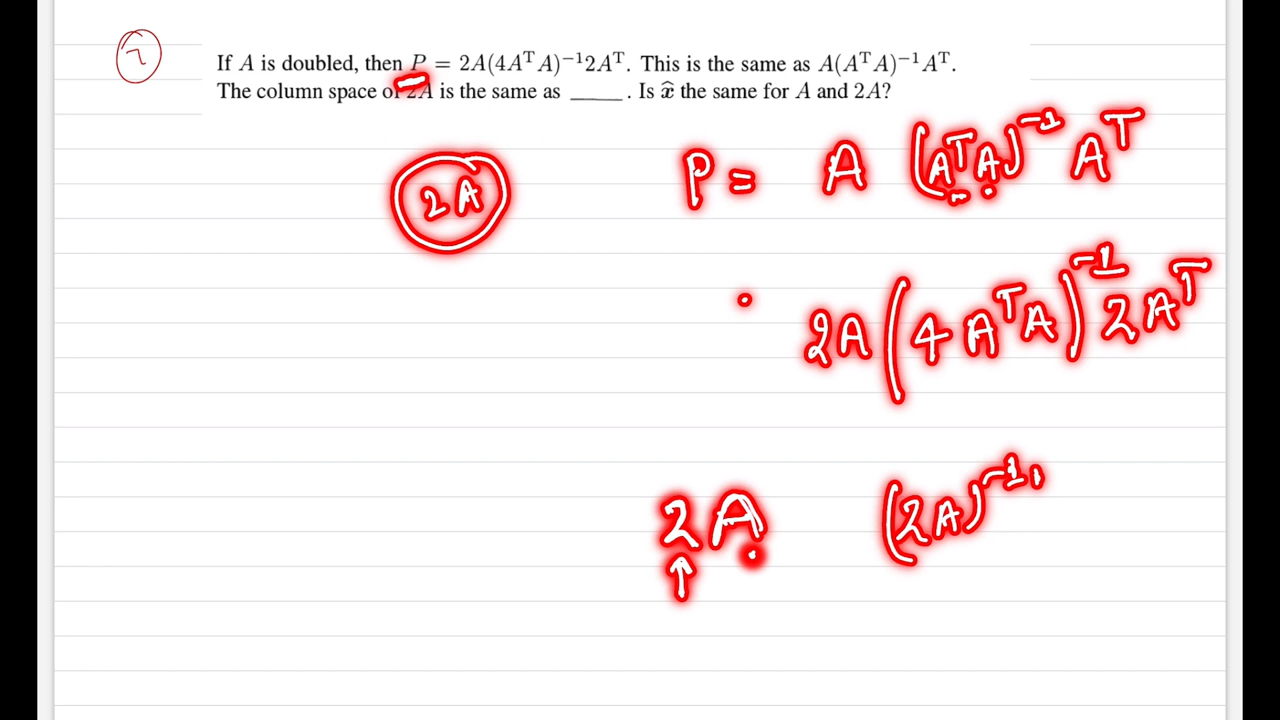 7
If A is doubled, then P = 2A(4AᵀA)⁻¹2Aᵀ. This is the same as A(AᵀA)⁻¹Aᵀ.
The column space of 2A is the same as _____. Is x̂ the same for A and 2A?
2A
P = A (AᵀA)⁻¹ Aᵀ
2A(4AᵀA)⁻¹ 2Aᵀ
2A (2A)⁻¹